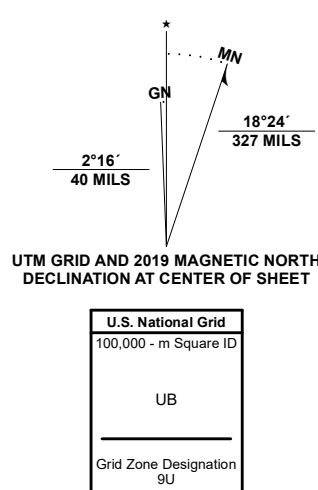 ★
MN
GN
18°24´
327 MILS
2°16´
40 MILS
UTM GRID AND 2019 MAGNETIC NORTH
DECLINATION AT CENTER OF SHEET
U.S. National Grid
100,000 - m Square ID
UB
Grid Zone Designation
9U